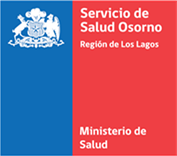 Servicio de
Salud Osorno
Región de Los Lagos
Ministerio de
Salud